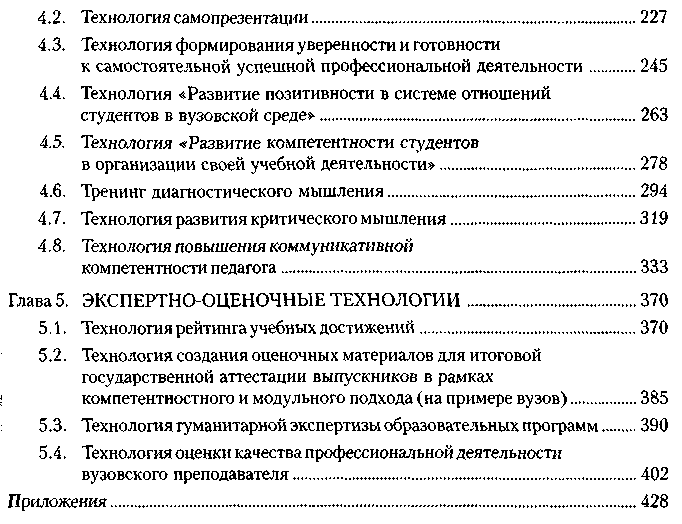 4.2. Технология самопрезентации ........ 227
4.3. Технология формирования уверенности и готовности
к самостоятельной успешной профессиональной деятельности ........ 245
4.4. Технология «Развитие позитивности в системе отношений
студентов в вузовской среде» ........ 263
4.5. Технология «Развитие компетентности студентов
в организации своей учебной деятельности» ........ 278
4.6. Тренинг диагностического мышления ........ 294
4.7. Технология развития критического мышления ........ 319
4.8. Технология повышения коммуникативной
компетентности педагога ........ 333
Глава 5. ЭКСПЕРТНО-ОЦЕНОЧНЫЕ ТЕХНОЛОГИИ ........ 370
5.1. Технология рейтинга учебных достижений ........ 370
5.2. Технология создания оценочных материалов для итоговой
государственной аттестации выпускников в рамках
компетентностного и модульного подхода (на примере вузов) ........ 385
5.3. Технология гуманитарной экспертизы образовательных программ ........ 390
5.4. Технология оценки качества профессиональной деятельности
вузовского преподавателя ........ 402
Приложения ........ 428